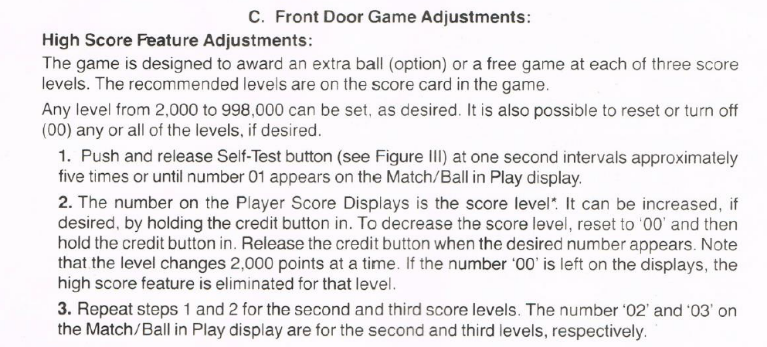 C. Front Door Game Adjustments:
High Score Feature Adjustments:
The game is designed to award an extra ball (option) or a free game at each of three score
levels. The recommended levels are on the score card in the game.
Any level from 2,000 to 998,000 can be set, as desired. It is also possible to reset or turn off
(00) any or all of the levels, if desired.
1. Push and release Self-Test button (see Figure III) at one second intervals approximately
five times or until number 01 appears on the Match/Ball in Play display.
2. The number on the Player Score Displays is the score level*. It can be increased, if
desired, by holding the credit button in. To decrease the score level, reset to '00' and then
hold the credit button in. Release the credit button when the desired number appears. Note
that the level changes 2,000 points at a time. If the number '00' is left on the displays, the
high score feature is eliminated for that level.
3. Repeat steps 1 and 2 for the second and third score levels. The number '02' and '03' on
the Match/Ball in Play display are for the second and third levels, respectively.